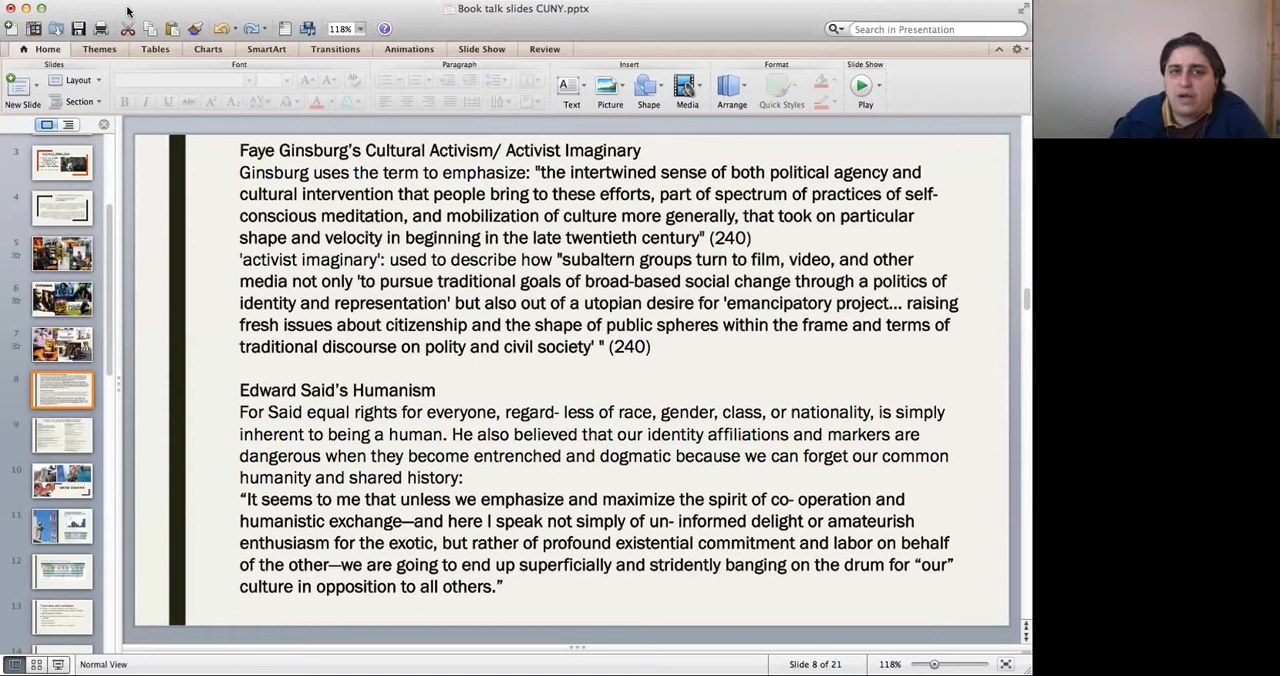 Book talk slides CUNY.pptx
118%
Search in Presentation
Home Themes Tables Charts SmartArt Transitions Animations Slide Show Review
Slides Font Paragraph Insert Format Slide Show
New Slide
Layout
Section
Text Picture Shape Media Arrange Quick Styles Play
3
4
5
6
7
8
9
10
11
12
13
14
Faye Ginsburg's Cultural Activism/ Activist Imaginary
Ginsburg uses the term to emphasize: "the intertwined sense of both political agency and
cultural intervention that people bring to these efforts, part of spectrum of practices of self-
conscious meditation, and mobilization of culture more generally, that took on particular
shape and velocity in beginning in the late twentieth century" (240)
'activist imaginary': used to describe how "subaltern groups turn to film, video, and other
media not only 'to pursue traditional goals of broad-based social change through a politics of
identity and representation' but also out of a utopian desire for 'emancipatory project... raising
fresh issues about citizenship and the shape of public spheres within the frame and terms of
traditional discourse on polity and civil society' " (240)
Edward Said's Humanism
For Said equal rights for everyone, regard- less of race, gender, class, or nationality, is simply
inherent to being a human. He alsobelieved that our identity affiliations and markers are
dangerous when they become entrenched and dogmatic because we can forget our common
humanity and shared history:
“It seems to me that unless we emphasize and maximize the spirit of co- operation and
humanistic exchange—and here I speak not simply of un- informed delight or amateurish
enthusiasm for the exotic, but rather of profound existential commitment and labor on behalf
of the other—we are going to end up superficially and stridently banging on the drum for “our”
culture in opposition to all others.”
Normal View
Slide 8 of 21
118%